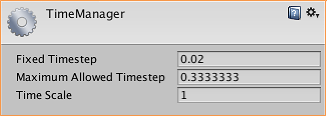 TimeManager
Fixed Timestep 0.02
Maximum Allowed Timestep 0.3333333
Time Scale 1